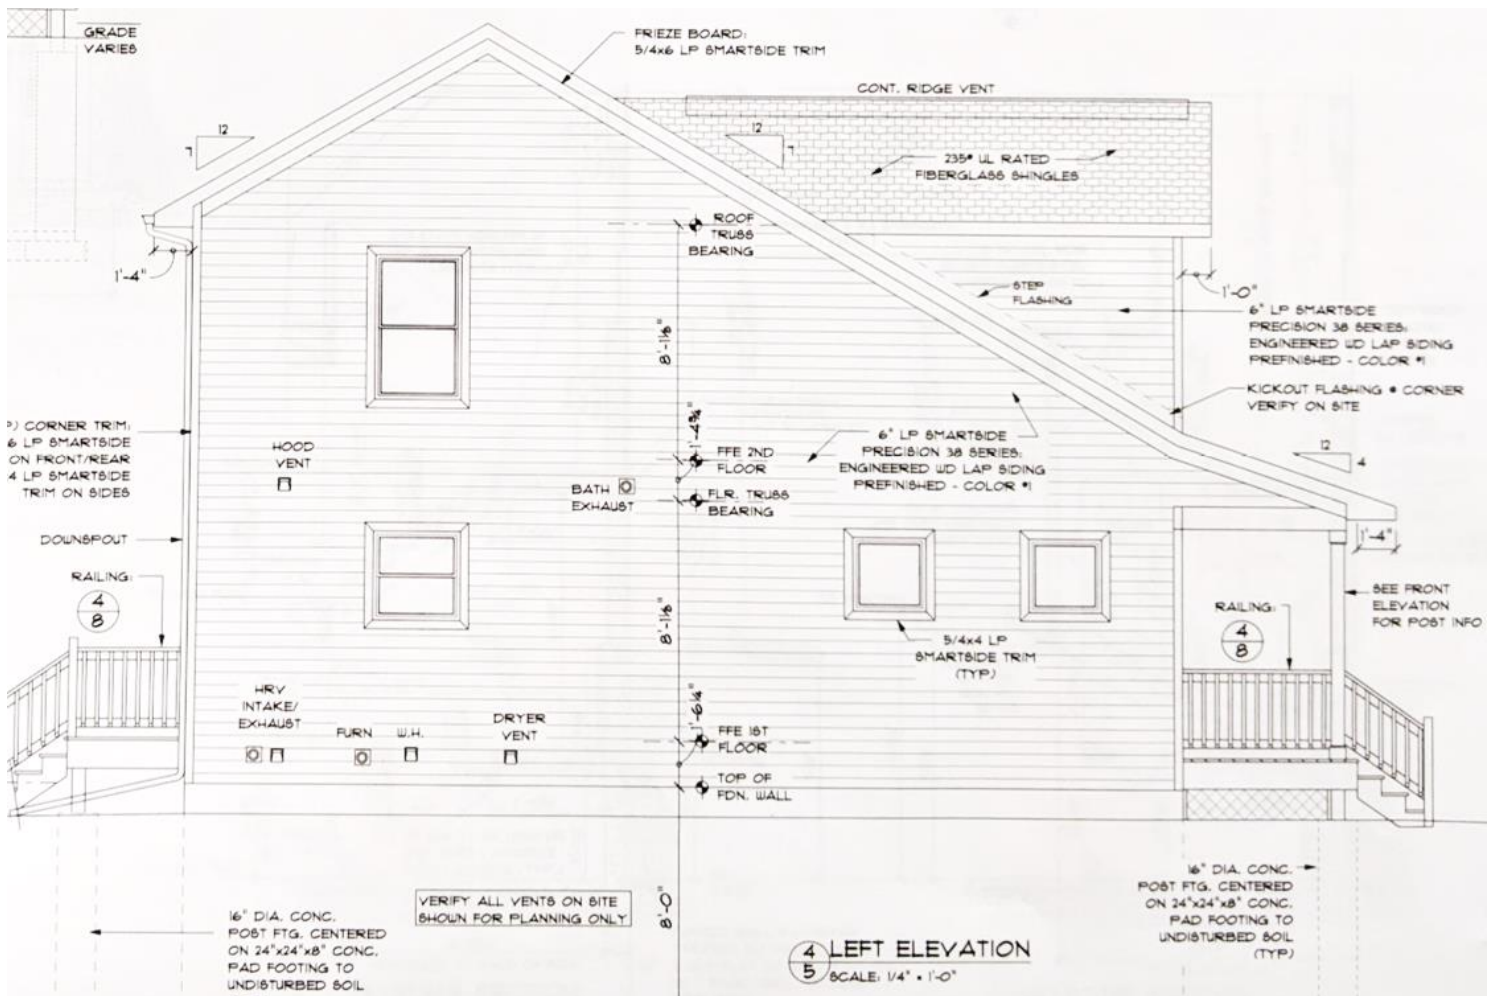 GRADE
VARIES
FRIEZE BOARD:
5/4x6 LP SMARTSIDE TRIM
CONT. RIDGE VENT
12
7
12
7
235# UL RATED
FIBERGLASS SHINGLES
ROOF
TRUSS
BEARING
1'-4"
STEP
FLASHING
1'-0"
6" LP SMARTSIDE
PRECISION 38 SERIES:
ENGINEERED WD LAP SIDING
PREFINISHED - COLOR #1
8'-1 1/8"
KICKOUT FLASHING @ CORNER
VERIFY ON SITE
CORNER TRIM:
6 LP SMARTSIDE
ON FRONT/REAR
4 LP SMARTSIDE
TRIM ON SIDES
HOOD
VENT
1'-4 3/4"
FFE 2ND
FLOOR
6" LP SMARTSIDE
PRECISION 38 SERIES:
ENGINEERED WD LAP SIDING
PREFINISHED - COLOR #1
12
4
BATH
EXHAUST
FLR. TRUSS
BEARING
DOWNSPOUT
1'-4"
RAILING:
4
8
8'-1 1/8"
SEE FRONT
ELEVATION
FOR POST INFO
RAILING:
4
8
5/4x4 LP
SMARTSIDE TRIM
(TYP.)
HRV
INTAKE/
EXHAUST
FURN
W.H.
DRYER
VENT
1'-6 1/4"
FFE 1ST
FLOOR
TOP OF
FDN. WALL
16" DIA. CONC.
POST FTG. CENTERED
ON 24"x24"x8" CONC.
PAD FOOTING TO
UNDISTURBED SOIL
VERIFY ALL VENTS ON SITE
SHOWN FOR PLANNING ONLY
8'-0"
4
5
LEFT ELEVATION
SCALE: 1/4" = 1'-0"
16" DIA. CONC.
POST FTG. CENTERED
ON 24"x24"x8" CONC.
PAD FOOTING TO
UNDISTURBED SOIL
(TYP)